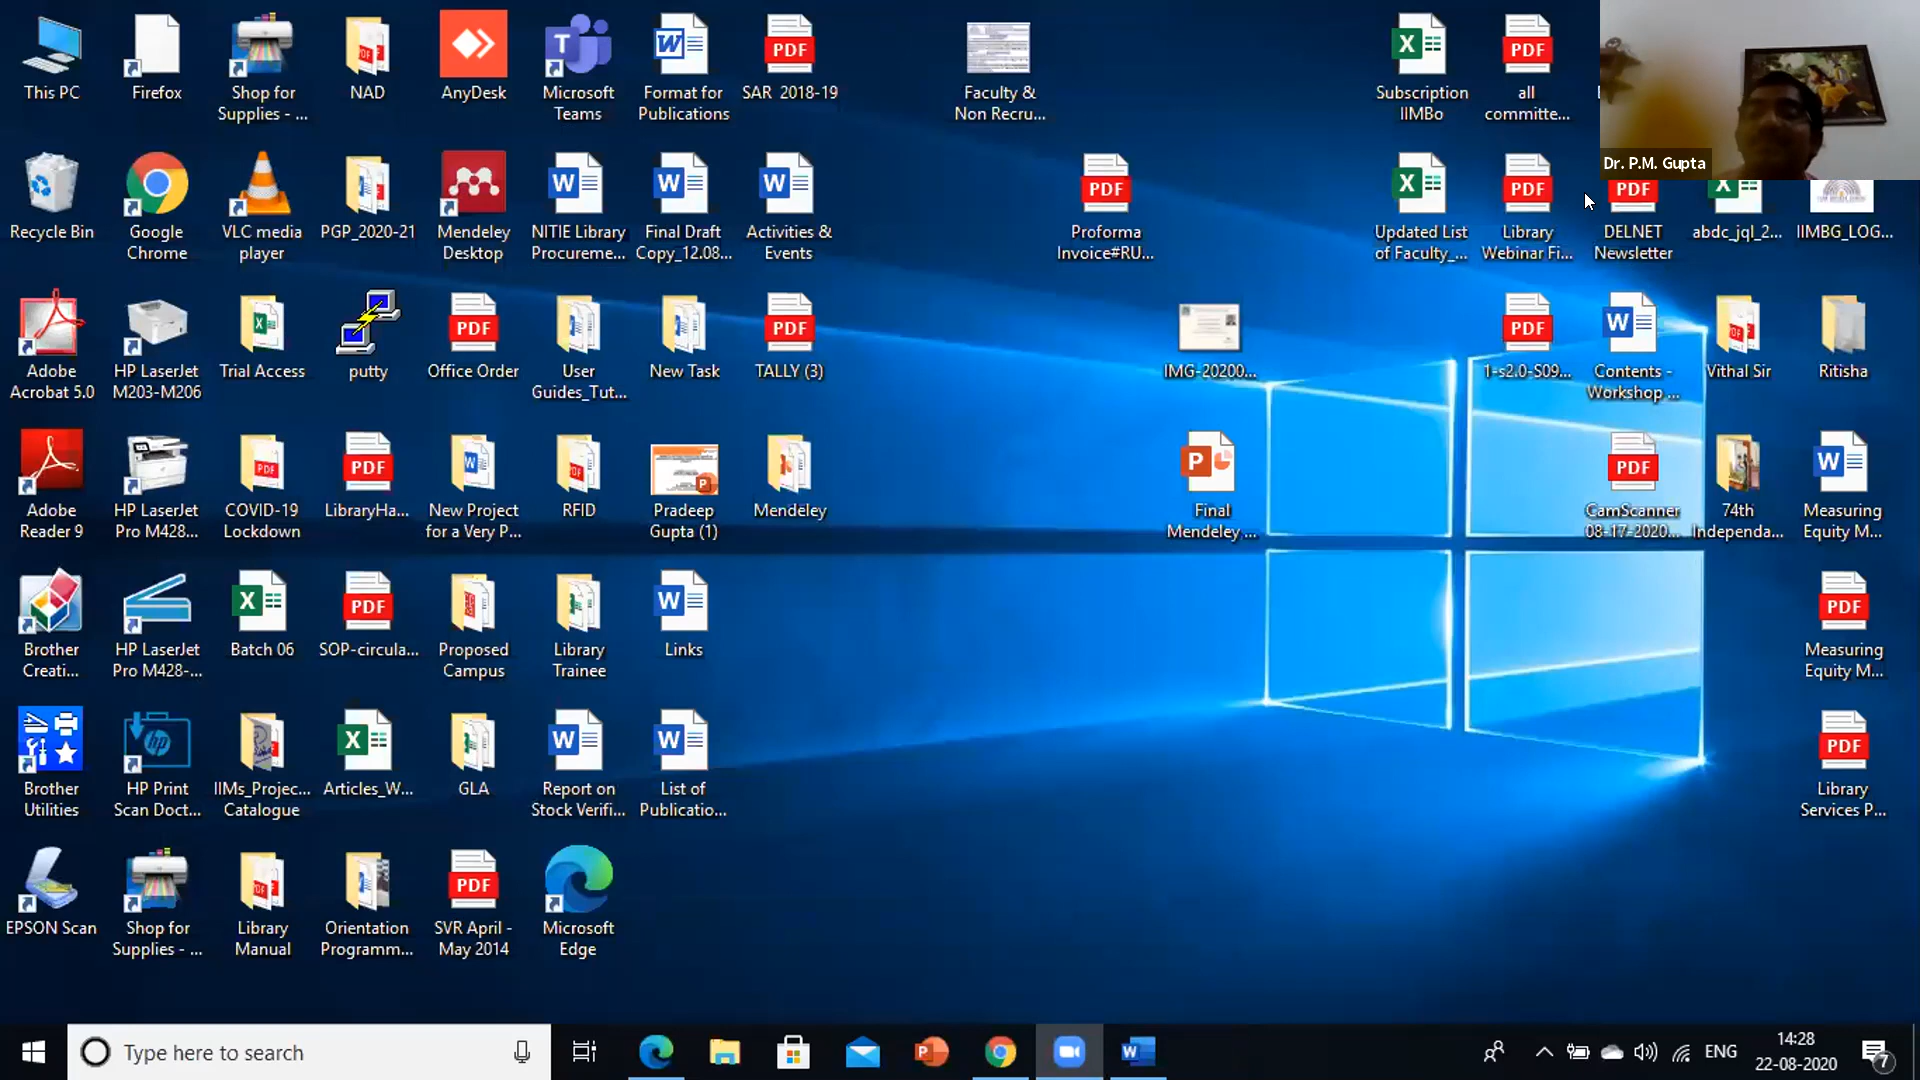 This PC
Firefox
Shop for
Supplies - ...
NAD
AnyDesk
Microsoft
Teams
Format for
Publications
SAR 2018-19
Faculty &
Non Recru...
Subscription
IIMBo
all
committe...
Dr. P.M. Gupta
Recycle Bin
Google
Chrome
VLC media
player
PGP_2020-21
Mendeley
Desktop
NITIE Library
Procureme...
Final Draft
Copy_12.08...
Activities &
Events
Proforma
Invoice#RU...
Updated List
of Faculty_...
Library
Webinar Fi...
DELNET
Newsletter
abdc_jql_2...
IIMBG_LOG...
Adobe
Acrobat 5.0
HP LaserJet
M203-M206
Trial Access
putty
Office Order
User
Guides_Tut...
New Task
TALLY (3)
IMG-20200...
1-s2.0-S09...
Contents -
Workshop ...
Vithal Sir
Ritisha
Adobe
Reader 9
HP LaserJet
Pro M428...
COVID-19
Lockdown
LibraryHa...
New Project
for a Very P...
RFID
Pradeep
Gupta (1)
Mendeley
Final
Mendeley ...
CamScanner
08-17-2020...
74th
Independa...
Measuring
Equity M...
Brother
Creati...
HP LaserJet
Pro M428-...
Batch 06
SOP-circula...
Proposed
Campus
Library
Trainee
Links
Measuring
Equity M...
Brother
Utilities
HP Print
Scan Doct...
IIMs_Projec...
Catalogue
Articles_W...
GLA
Report on
Stock Verifi...
List of
Publicatio...
Library
Services P...
EPSON Scan
Shop for
Supplies - ...
Library
Manual
Orientation
Programm...
SVR April -
May 2014
Microsoft
Edge
Type here to search
ENG
14:28
22-08-2020
7